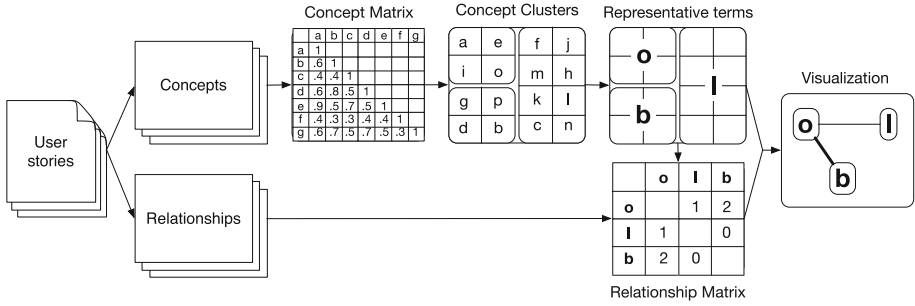 User
stories
Concepts
Relationships
Concept Matrix
a b c d e f g
a 1
b .6 1
c .4 .4 1
d .6 .8 .5 1
e .9 .5 .7 .5 1
f .4 .3 .3 .4 .4 1
g .6 .7 .5 .7 .5 .3 1
Concept Clusters
a e f j
i o m h
g p k l
d b c n
Representative terms
o
l
b
o l b
o 1 2
l 1 0
b 2 0
Relationship Matrix
Visualization
o l
b